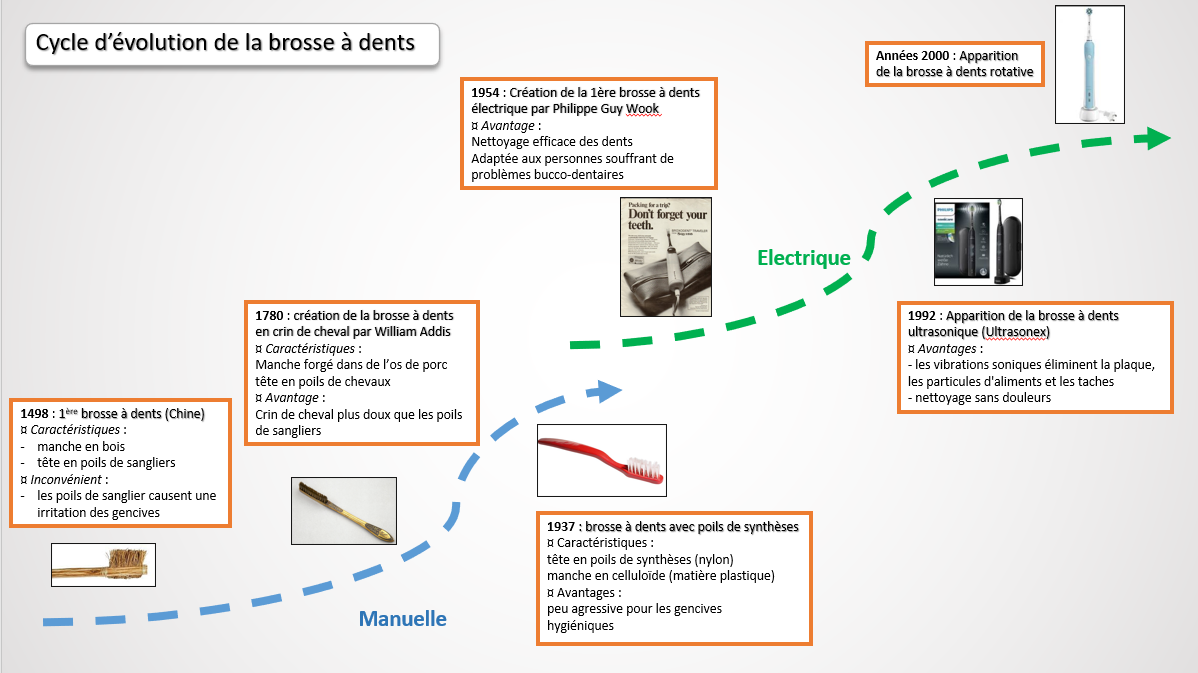 Cycle d’évolution de la brosse à dents
Années 2000 : Apparition
de la brosse à dents rotative
1954 : Création de la 1ère brosse à dents
électrique par Philippe Guy Wook
¤ Avantage :
Nettoyage efficace des dents
Adaptée aux personnes souffrant de
problèmes bucco-dentaires
Packing for a trip?
Don't forget your
teeth.
Electrique
PHILIPS
1992 : Apparition de la brosse à dents
ultrasonique (Ultrasonex)
¤ Avantages :
- les vibrations soniques éliminent la plaque,
les particules d'aliments et les taches
- nettoyage sans douleurs
1780 : création de la brosse à dents
en crin de cheval par William Addis
¤ Caractéristiques :
Manche forgé dans de l’os de porc
tête en poils de chevaux
¤ Avantage :
Crin de cheval plus doux que les poils
de sangliers
1498 : 1ère brosse à dents (Chine)
¤ Caractéristiques :
- manche en bois
- tête en poils de sangliers
¤ Inconvénient :
- les poils de sanglier causent une
irritation des gencives
1937 : brosse à dents avec poils de synthèses
¤ Caractéristiques :
tête en poils de synthèses (nylon)
manche en celluloïde (matière plastique)
¤ Avantages :
peu agressive pour les gencives
hygiéniques
Manuelle